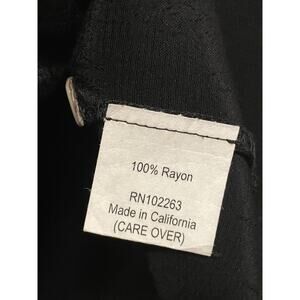 100% Rayon
RN102263
Made in California
(CARE OVER)